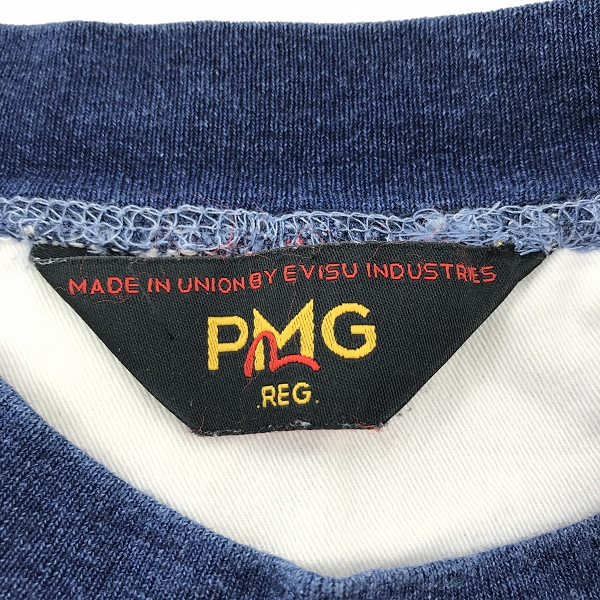 MADE IN UNION BY EVISU INDUSTRIES
PMG
.REG.